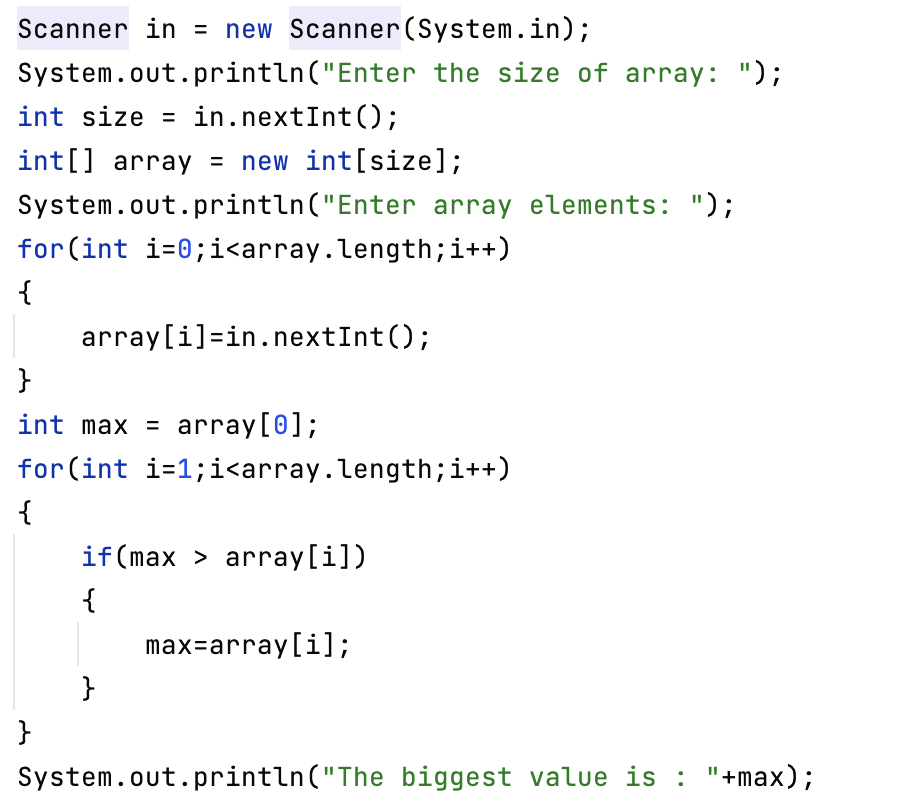 Scanner in = new Scanner(System.in);
System.out.println("Enter the size of array: ");
int size = in.nextInt();
int[] array = new int[size];
System.out.println("Enter array elements: ");
for(int i=0;i<array.length;i++)
{
    array[i]=in.nextInt();
}
int max = array[0];
for(int i=1;i<array.length;i++)
{
    if(max > array[i])
    {
        max=array[i];
    }
}
System.out.println("The biggest value is : "+max);